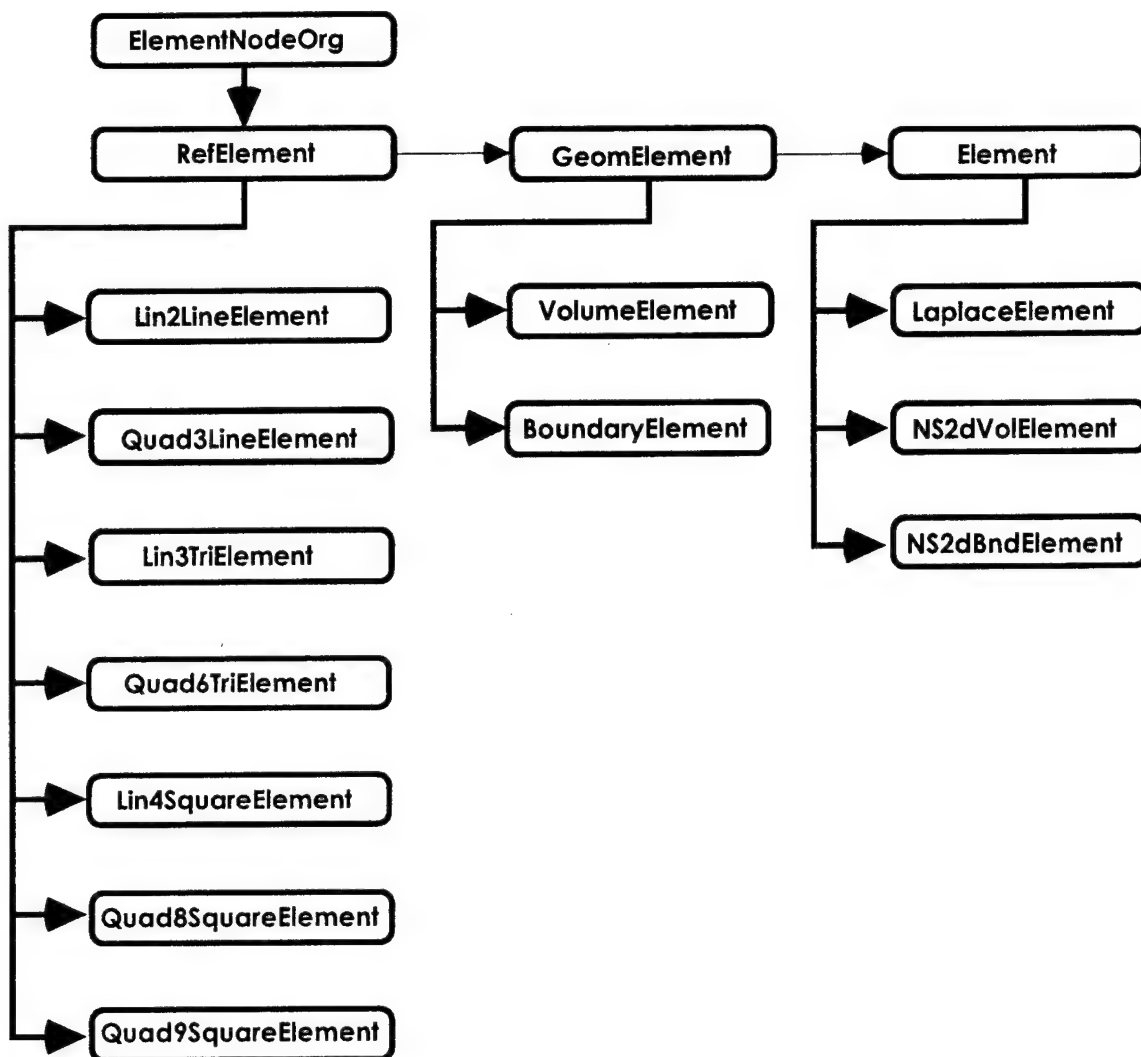 ElementNodeOrg
RefElement
GeomElement
Element
Lin2LineElement
Quad3LineElement
Lin3TriElement
Quad6TriElement
Lin4SquareElement
Quad8SquareElement
Quad9SquareElement
VolumeElement
BoundaryElement
LaplaceElement
NS2dVolElement
NS2dBndElement